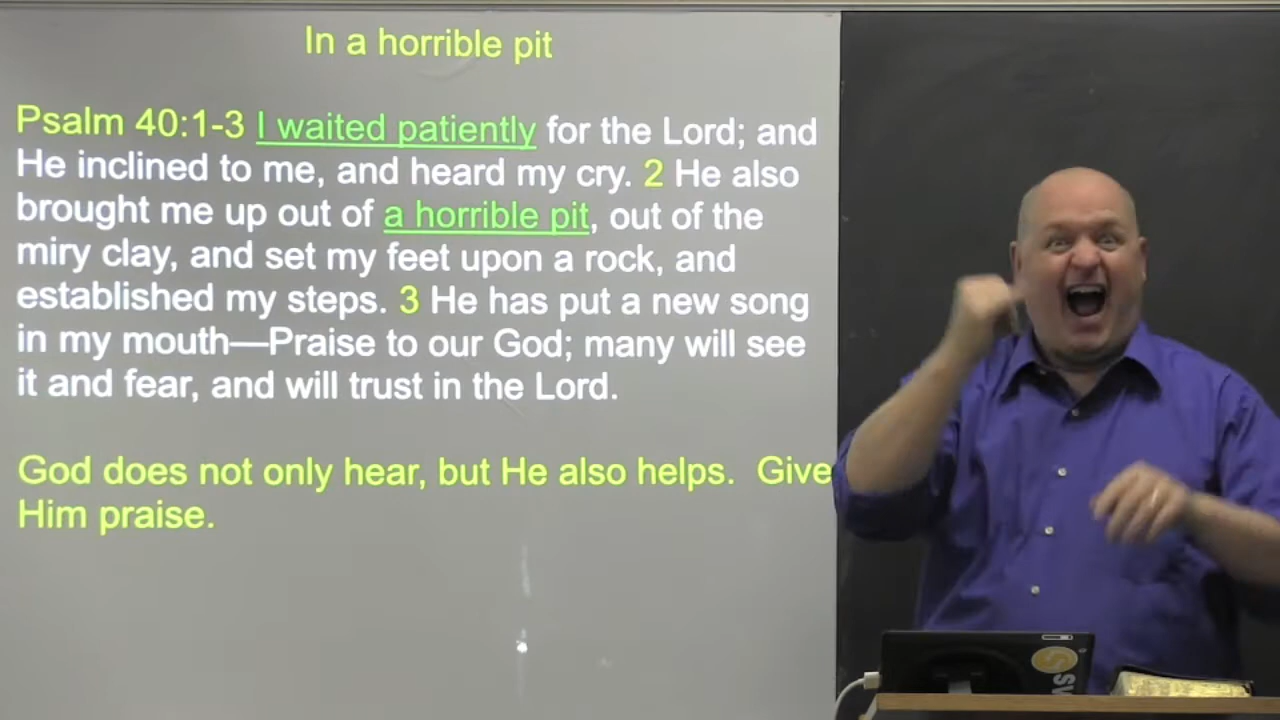 In a horrible pit
Psalm 40:1-3 I waited patiently for the Lord; and
He inclined to me, and heard my cry. 2 He also
brought me up out of a horrible pit, out of the
miry clay, and set my feet upon a rock, and
established my steps. 3 He has put a new song
in my mouth—Praise to our God; many will see
it and fear, and will trust in the Lord.
God does not only hear, but He also helps.  Give
Him praise.